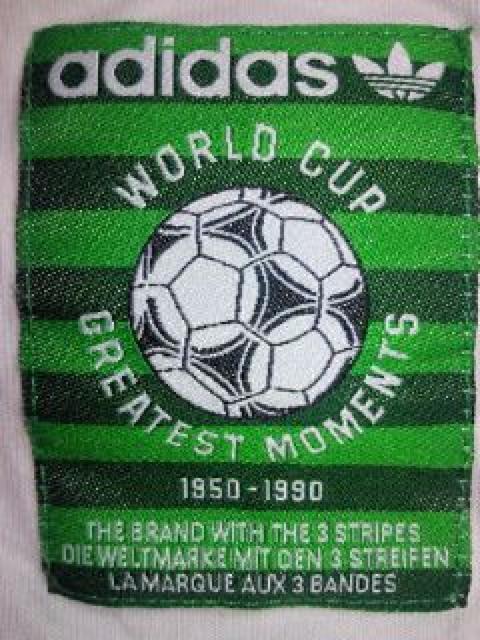 adidas
WORLD CUP
GREATEST MOMENTS
1950-1990
THE BRAND WITH THE 3 STRIPES
DIE WELTMARKE MIT DEN 3 STREIFEN
LA MARQUE AUX 3 BANDES